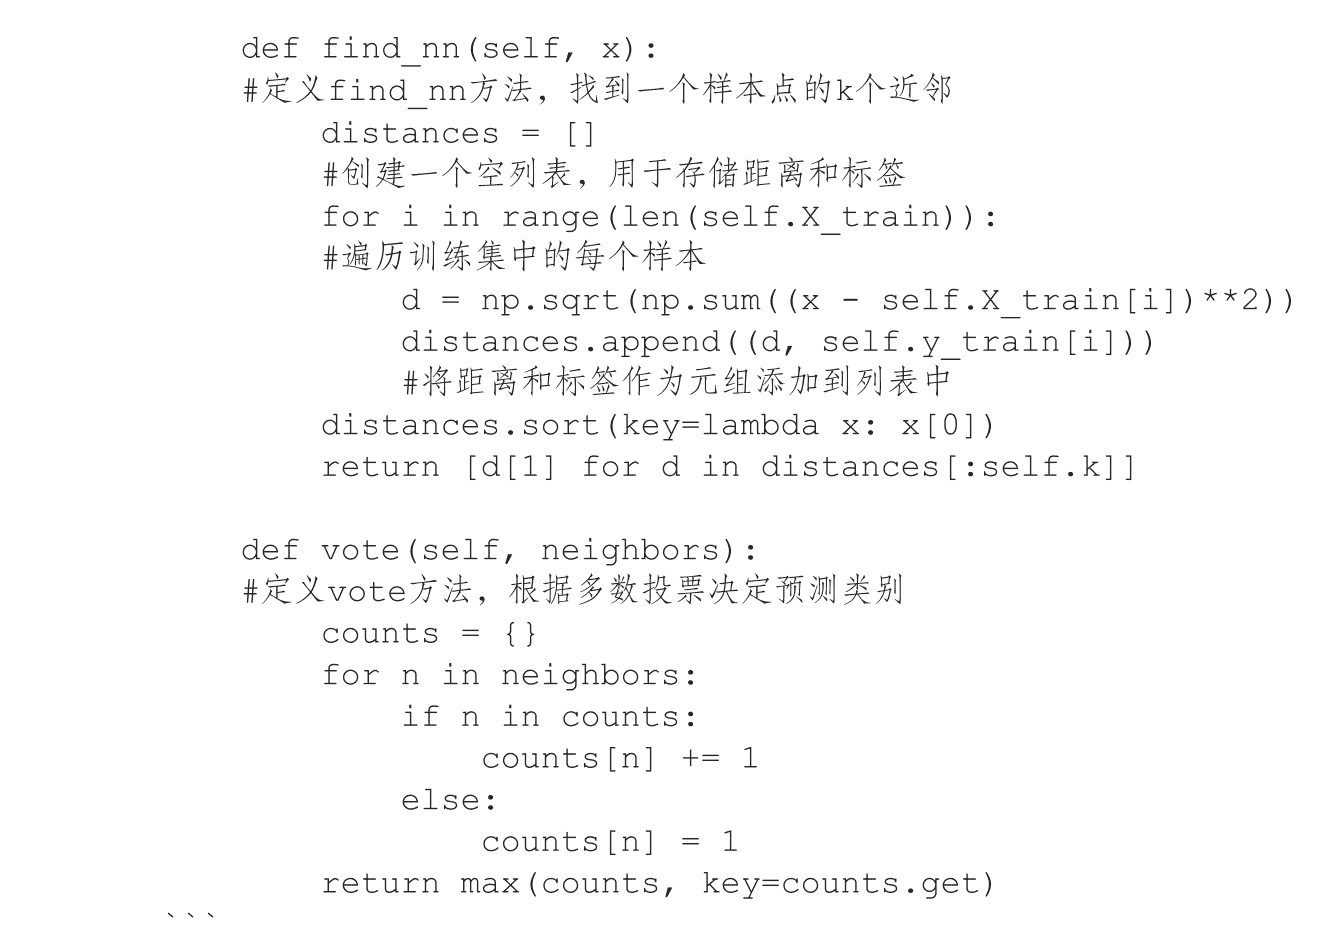 def find_nn(self, x):
#定义find_nn方法，找到一个样本点的k个近邻
    distances = []
    #创建一个空列表，用于存储距离和标签
    for i in range(len(self.X_train)):
    #遍历训练集中的每个样本
        d = np.sqrt(np.sum((x - self.X_train[i])**2))
        distances.append((d, self.y_train[i]))
        #将距离和标签作为元组添加到列表中
    distances.sort(key=lambda x: x[0])
    return [d[1] for d in distances[:self.k]]

def vote(self, neighbors):
#定义vote方法，根据多数投票决定预测类别
    counts = {}
    for n in neighbors:
        if n in counts:
            counts[n] += 1
        else:
            counts[n] = 1
    return max(counts, key=counts.get)
```